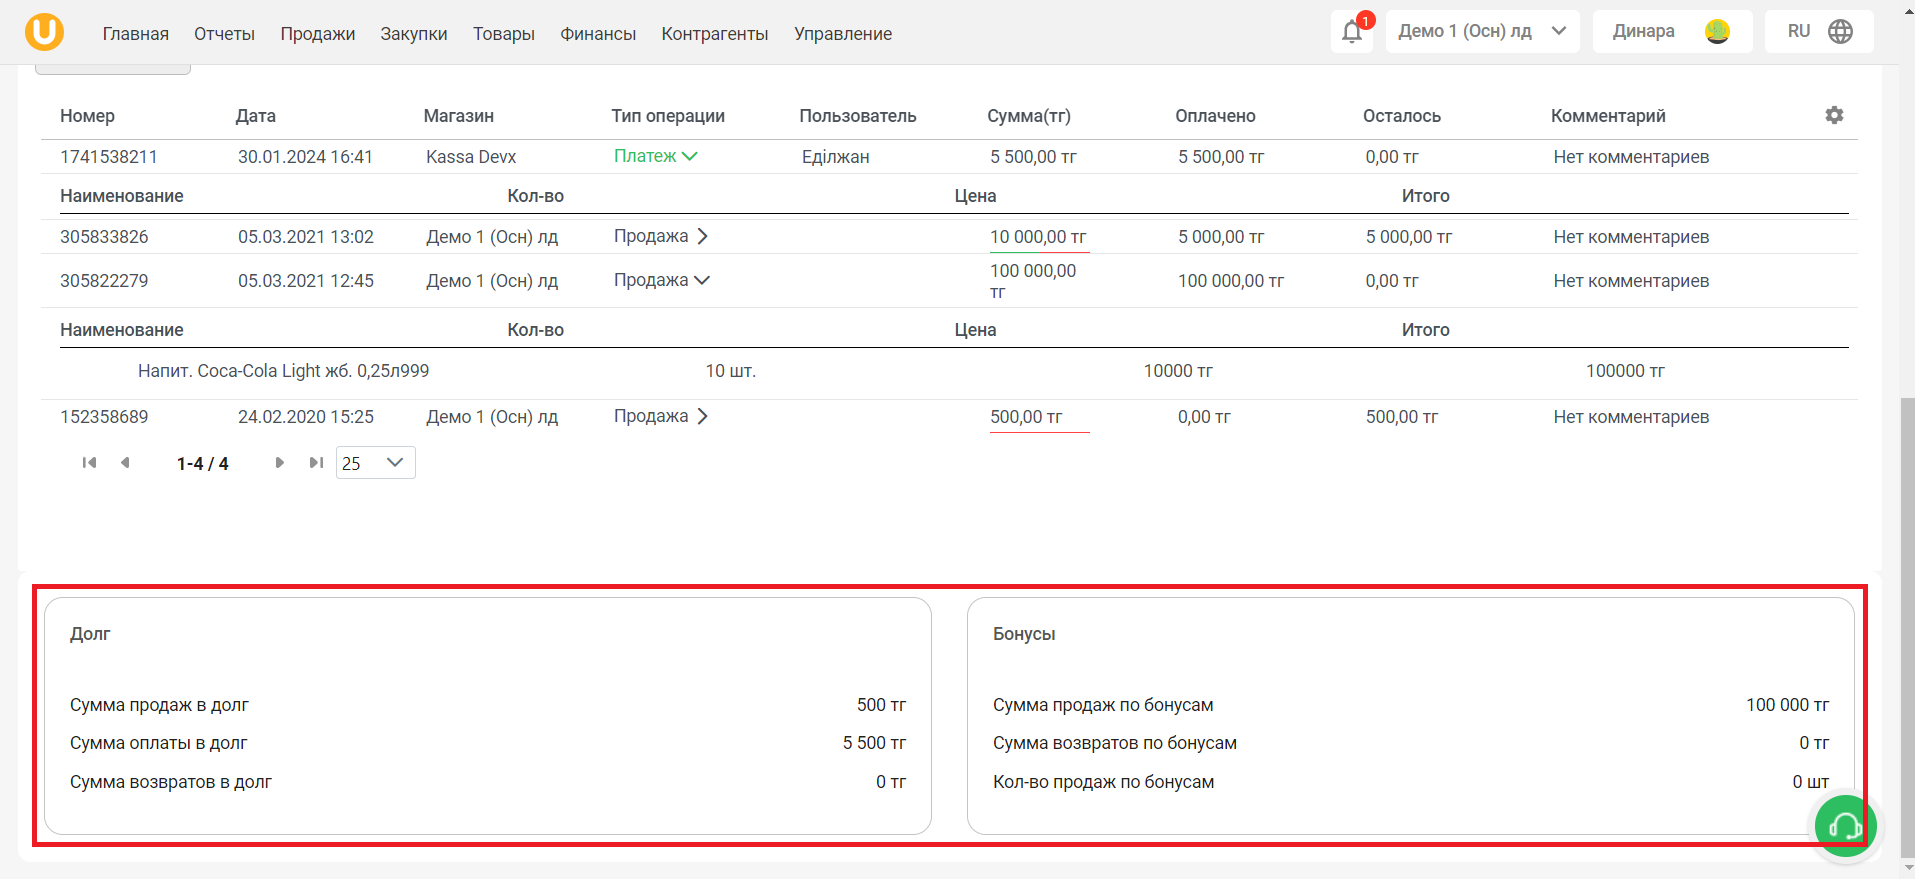 U Главная Отчеты Продажи Закупки Товары Финансы Контрагенты Управление 1 Демо 1 (Осн) лд Динара RU
Номер Дата Магазин Тип операции Пользователь Сумма(тг) Оплачено Осталось Комментарий
1741538211 30.01.2024 16:41 Kassa Devx Платеж Еділжан 5 500,00 тг 5 500,00 тг 0,00 тг Нет комментариев
Наименование Кол-во Цена Итого
305833826 05.03.2021 13:02 Демо 1 (Осн) лд Продажа 10 000,00 тг 5 000,00 тг 5 000,00 тг Нет комментариев
305822279 05.03.2021 12:45 Демо 1 (Осн) лд Продажа 100 000,00 тг 100 000,00 тг 0,00 тг Нет комментариев
Наименование Кол-во Цена Итого
Напит. Coca-Cola Light жб. 0,25л999 10 шт. 10000 тг 100000 тг
152358689 24.02.2020 15:25 Демо 1 (Осн) лд Продажа 500,00 тг 0,00 тг 500,00 тг Нет комментариев
1-4 / 4 25
Долг
Сумма продаж в долг 500 тг
Сумма оплаты в долг 5 500 тг
Сумма возвратов в долг 0 тг
Бонусы
Сумма продаж по бонусам 100 000 тг
Сумма возвратов по бонусам 0 тг
Кол-во продаж по бонусам 0 шт